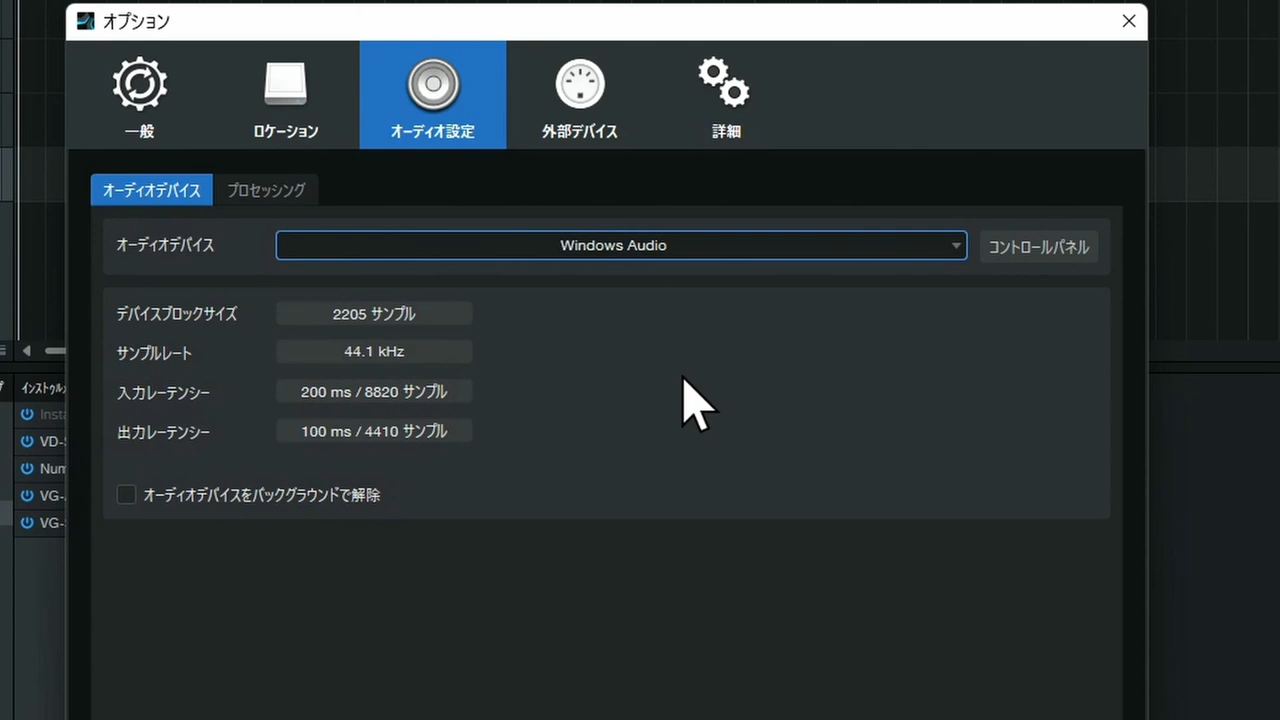 オプション
一般
ロケーション
オーディオ設定
外部デバイス
詳細
オーディオデバイス
プロセッシング
オーディオデバイス
Windows Audio
コントロールパネル
デバイスブロックサイズ
2205 サンプル
サンプルレート
44.1 kHz
入力レーテンシー
200 ms / 8820 サンプル
出力レーテンシー
100 ms / 4410 サンプル
オーディオデバイスをバックグラウンドで解除
インストゥル
Insta
VD-
Num
VG-
VG-